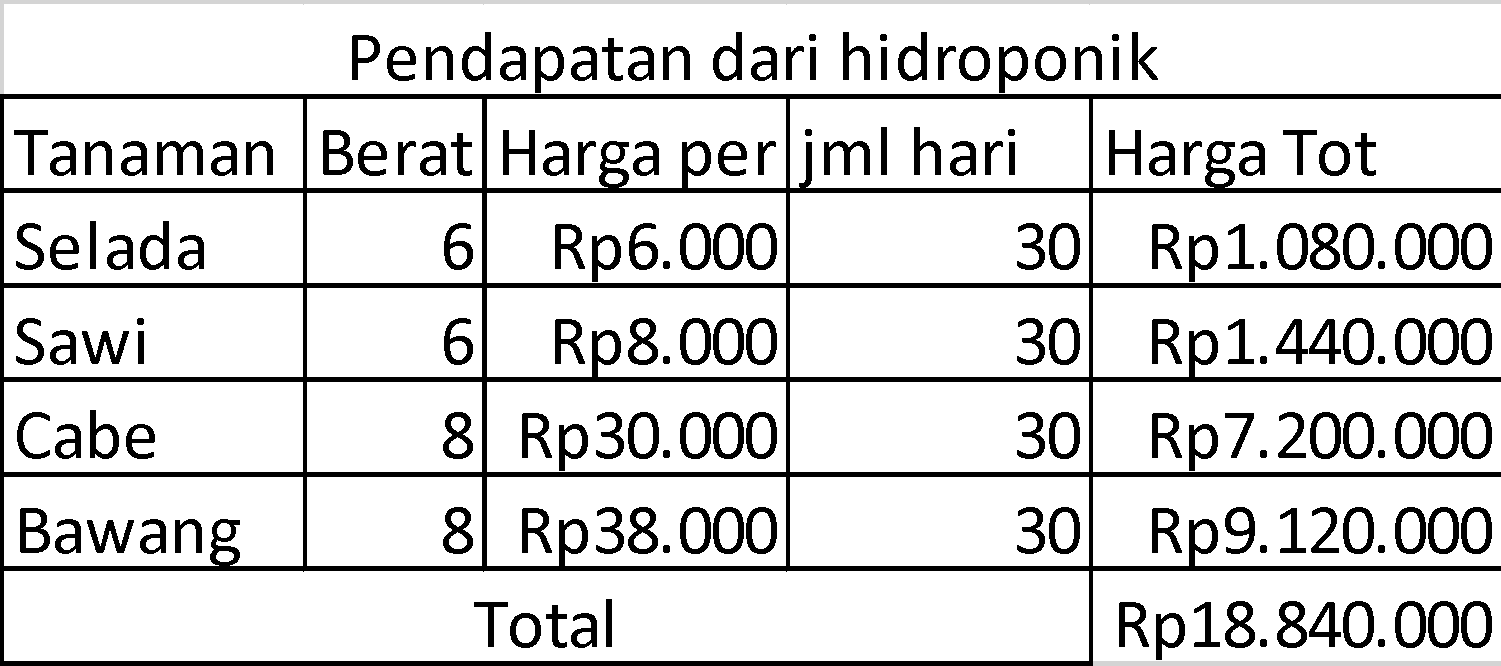 Pendapatan dari hidroponik
Tanaman Berat Harga per jml hari Harga Tot
Selada 6 Rp6.000 30 Rp1.080.000
Sawi 6 Rp8.000 30 Rp1.440.000
Cabe 8 Rp30.000 30 Rp7.200.000
Bawang 8 Rp38.000 30 Rp9.120.000
Total Rp18.840.000